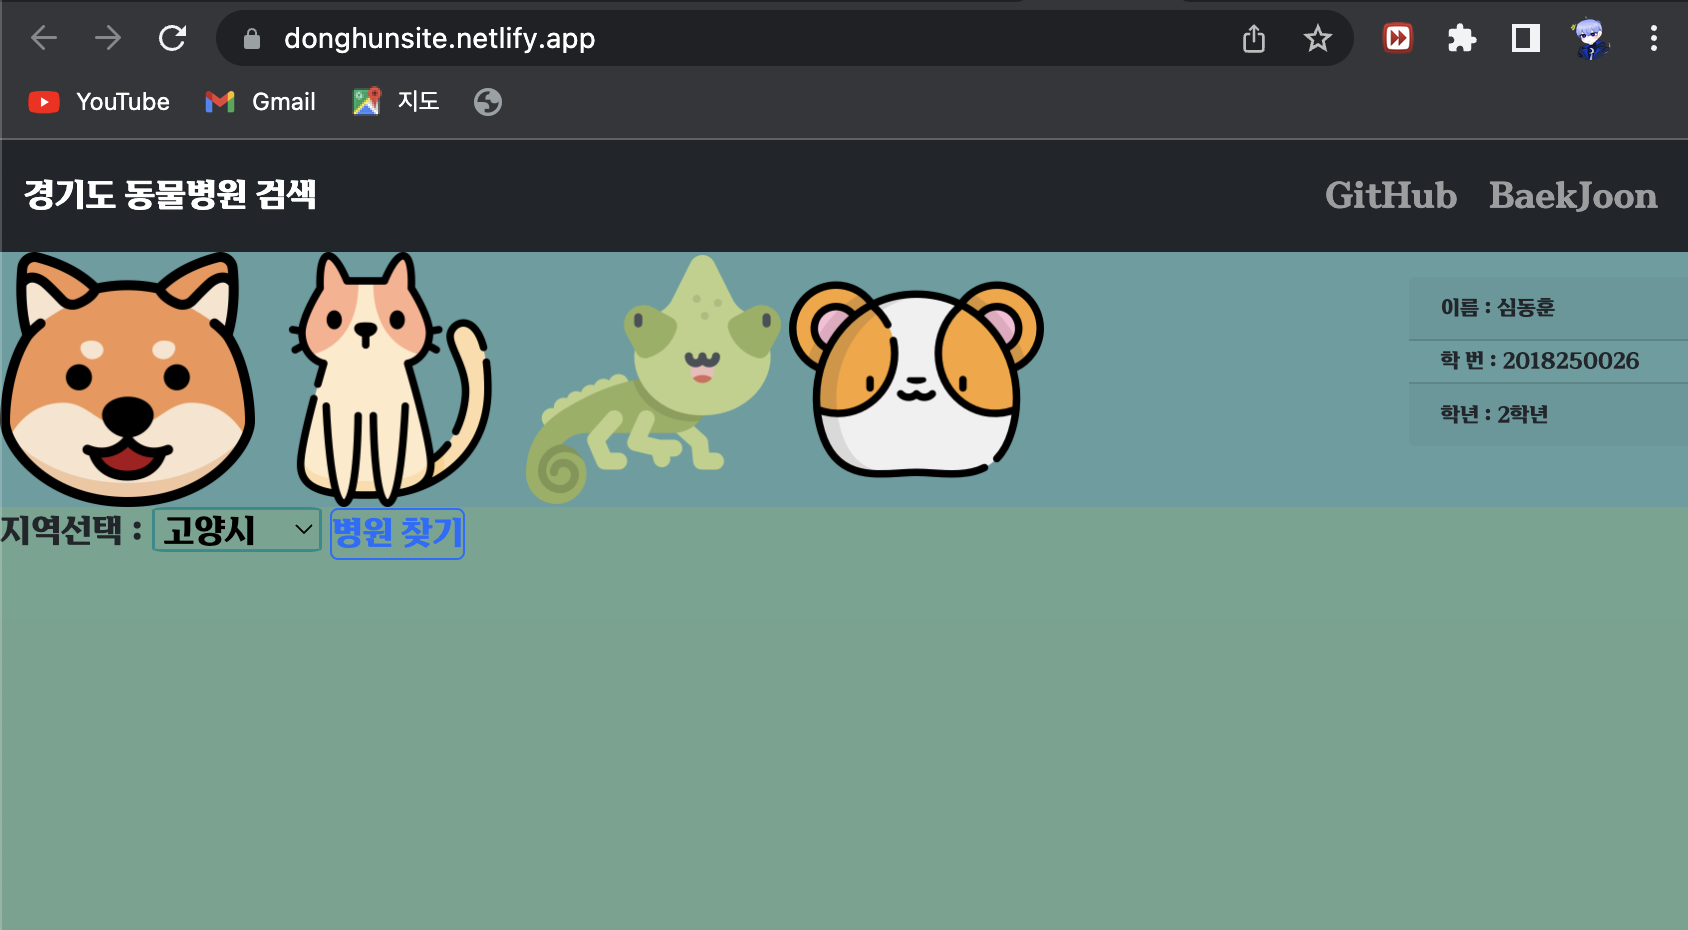 donghunsite.netlify.app
YouTube Gmail 지도
경기도 동물병원 검색 GitHub BaekJoon
이름 : 심동훈
학 번 : 2018250026
학년 : 2학년
지역선택 : 고양시 병원 찾기